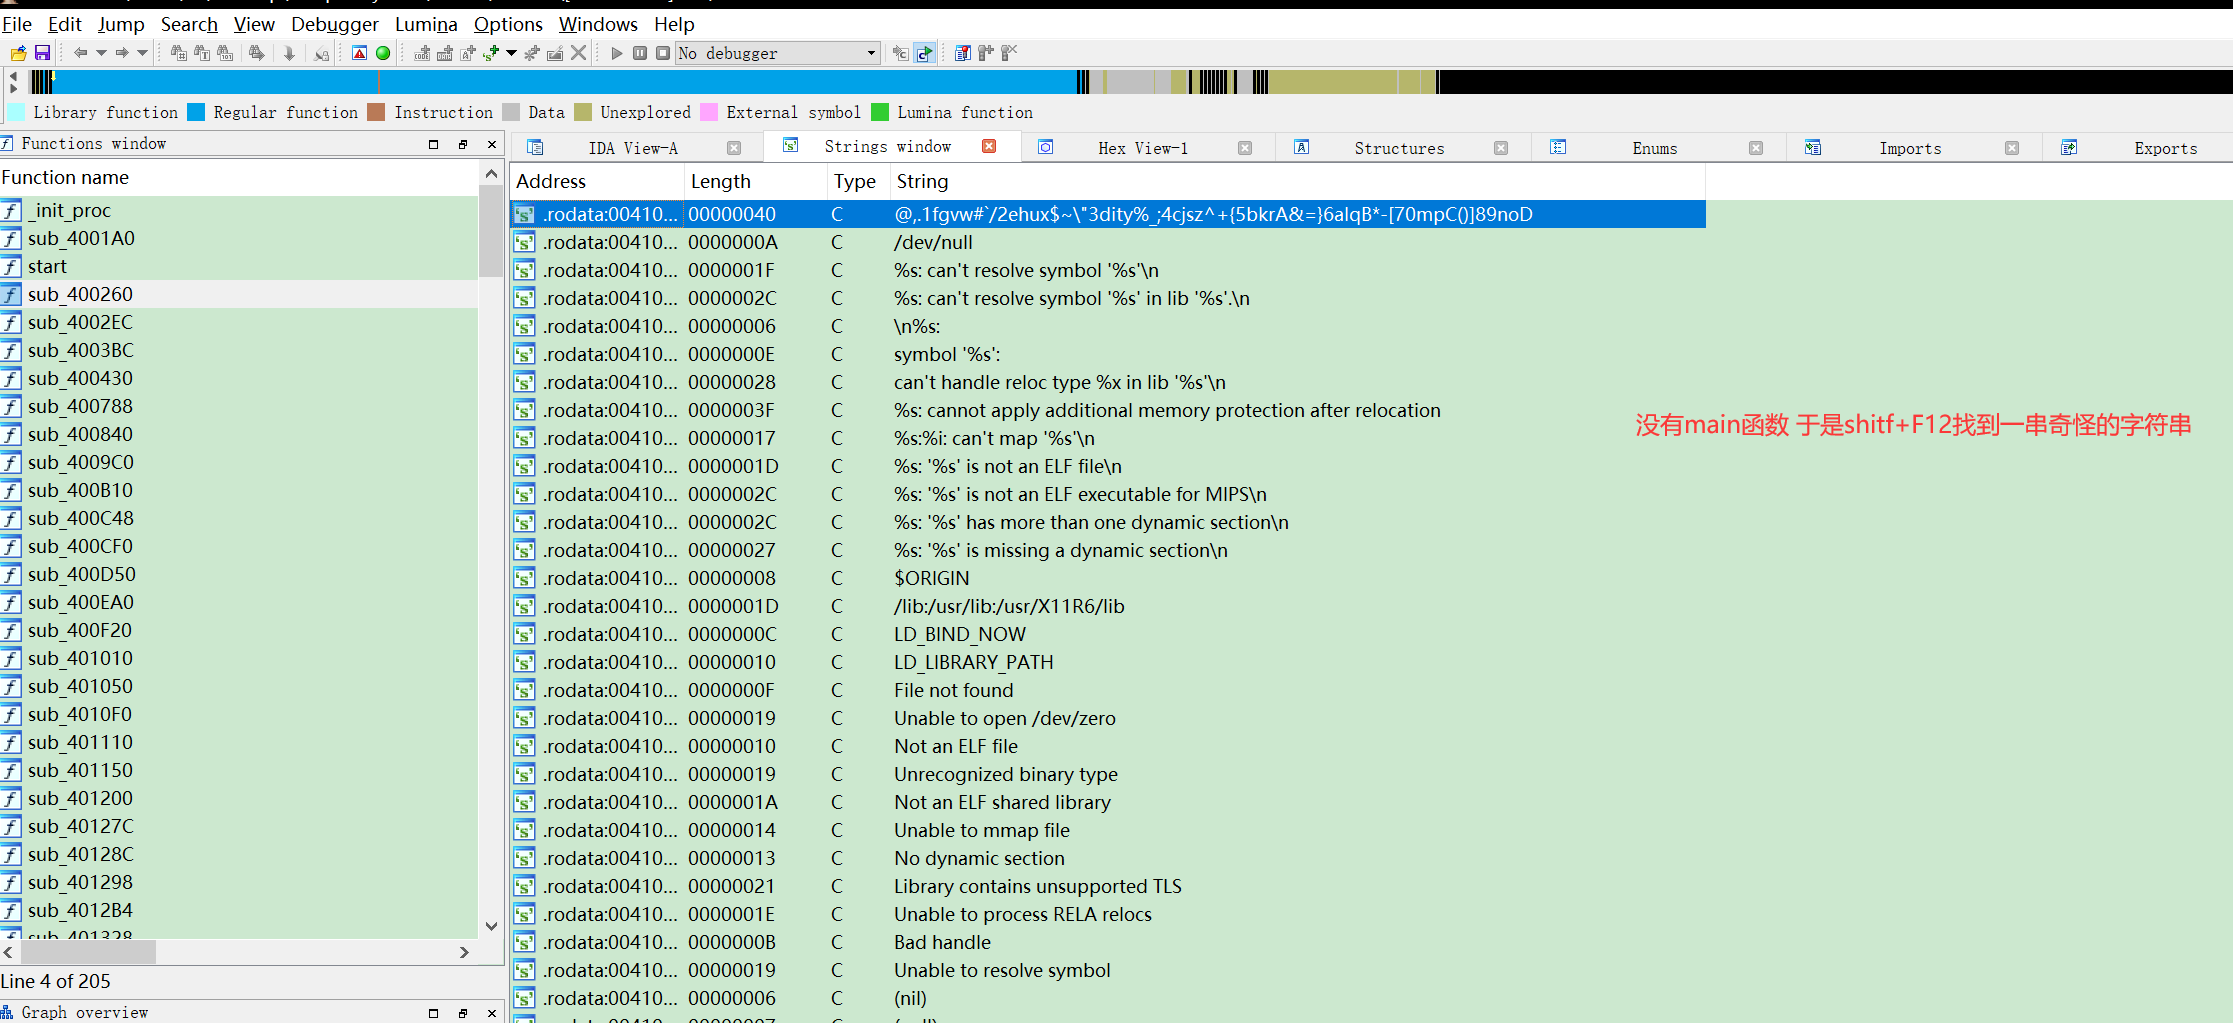 File Edit Jump Search View Debugger Lumina Options Windows Help
No debugger
Library function Regular function Instruction Data Unexplored External symbol Lumina function
Functions window
IDA View-A Strings window Hex View-1 Structures Enums Imports Exports
Function name
_init_proc
sub_4001A0
start
sub_400260
sub_4002EC
sub_4003BC
sub_400430
sub_400788
sub_400840
sub_4009C0
sub_400B10
sub_400C48
sub_400CF0
sub_400D50
sub_400EA0
sub_400F20
sub_401010
sub_401050
sub_4010F0
sub_401110
sub_401150
sub_401200
sub_40127C
sub_40128C
sub_401298
sub_4012B4
sub_401328
Line 4 of 205
Graph overview
Address Length Type String
.rodata:00410... 00000040 C @,.1fgvw#`/2ehux$~\"3dity%_;4cjsz^+{5bkrA&=}6alqB*-[70mpC()]89noD
.rodata:00410... 0000000A C /dev/null
.rodata:00410... 0000001F C %s: can't resolve symbol '%s'\n
.rodata:00410... 0000002C C %s: can't resolve symbol '%s' in lib '%s'.\n
.rodata:00410... 00000006 C \n%s:
.rodata:00410... 0000000E C symbol '%s':
.rodata:00410... 00000028 C can't handle reloc type %x in lib '%s'\n
.rodata:00410... 0000003F C %s: cannot apply additional memory protection after relocation
.rodata:00410... 00000017 C %s:%i: can't map '%s'\n
.rodata:00410... 0000001D C %s: '%s' is not an ELF file\n
.rodata:00410... 0000002C C %s: '%s' is not an ELF executable for MIPS\n
.rodata:00410... 0000002C C %s: '%s' has more than one dynamic section\n
.rodata:00410... 00000027 C %s: '%s' is missing a dynamic section\n
.rodata:00410... 00000008 C $ORIGIN
.rodata:00410... 0000001D C /lib:/usr/lib:/usr/X11R6/lib
.rodata:00410... 0000000C C LD_BIND_NOW
.rodata:00410... 00000010 C LD_LIBRARY_PATH
.rodata:00410... 0000000F C File not found
.rodata:00410... 00000019 C Unable to open /dev/zero
.rodata:00410... 00000010 C Not an ELF file
.rodata:00410... 00000019 C Unrecognized binary type
.rodata:00410... 0000001A C Not an ELF shared library
.rodata:00410... 00000014 C Unable to mmap file
.rodata:00410... 00000013 C No dynamic section
.rodata:00410... 00000021 C Library contains unsupported TLS
.rodata:00410... 0000001E C Unable to process RELA relocs
.rodata:00410... 0000000B C Bad handle
.rodata:00410... 00000019 C Unable to resolve symbol
.rodata:00410... 00000006 C (nil)
没有main函数 于是shitf+F12找到一串奇怪的字符串